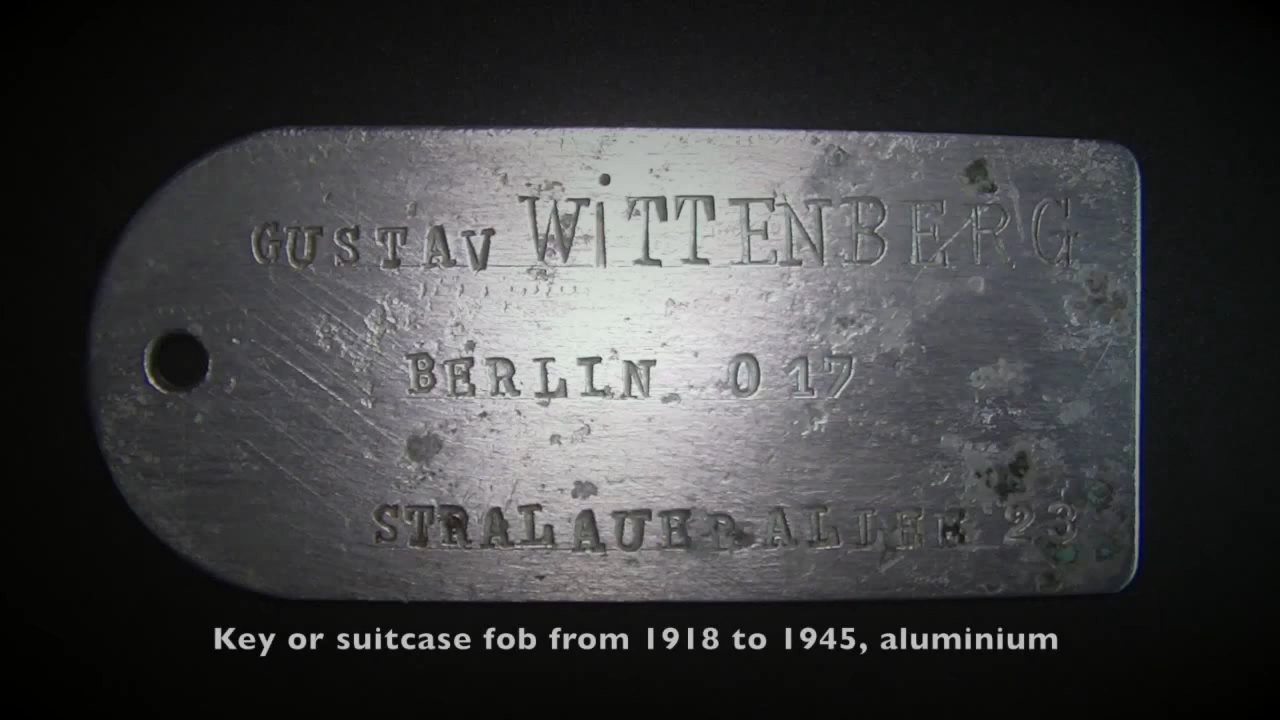 GUSTAV WiTTENBERG
BERLIN O 17
STRALAUER ALLEE 23
Key or suitcase fob from 1918 to 1945, aluminium